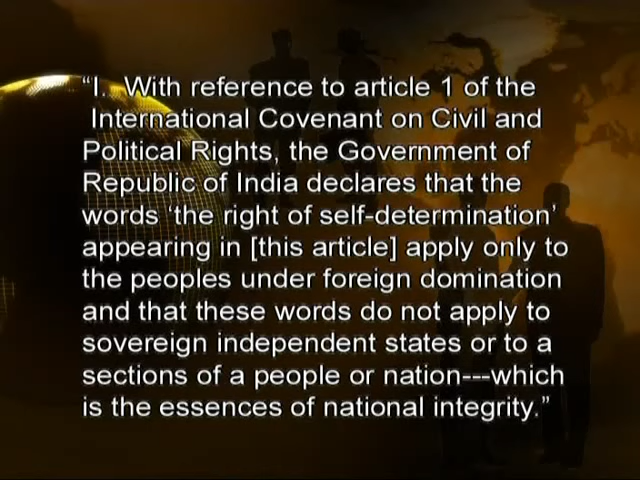 “I.  With reference to article 1 of the
International Covenant on Civil and
Political Rights, the Government of
Republic of India declares that the
words ‘the right of self-determination’
appearing in [this article] apply only to
the peoples under foreign domination
and that these words do not apply to
sovereign independent states or to a
sections of a people or nation---which
is the essences of national integrity.”